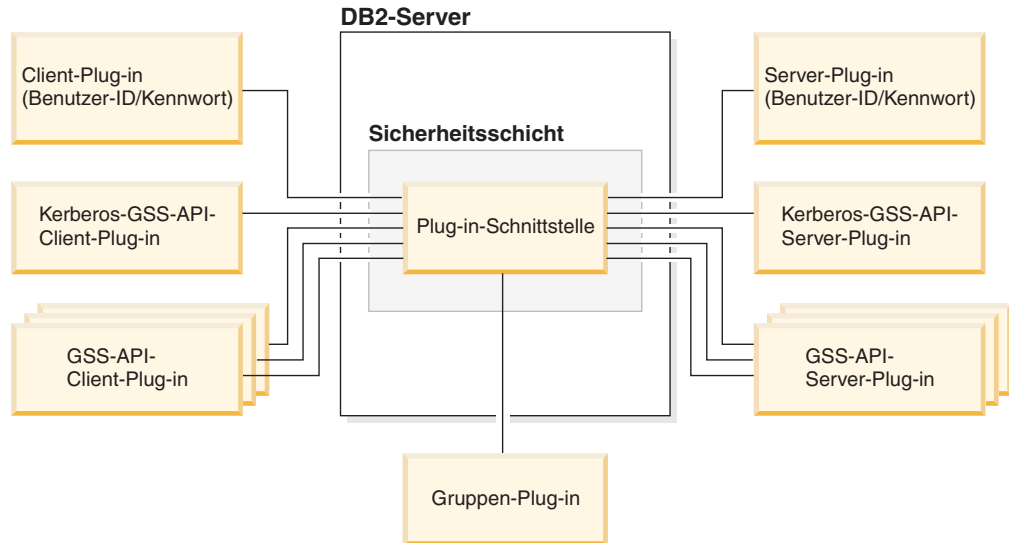 DB2-Server
Client-Plug-in
(Benutzer-ID/Kennwort)
Server-Plug-in
(Benutzer-ID/Kennwort)
Sicherheitsschicht
Kerberos-GSS-API-
Client-Plug-in
Plug-in-Schnittstelle
Kerberos-GSS-API-
Server-Plug-in
GSS-API-
Client-Plug-in
GSS-API-
Server-Plug-in
Gruppen-Plug-in